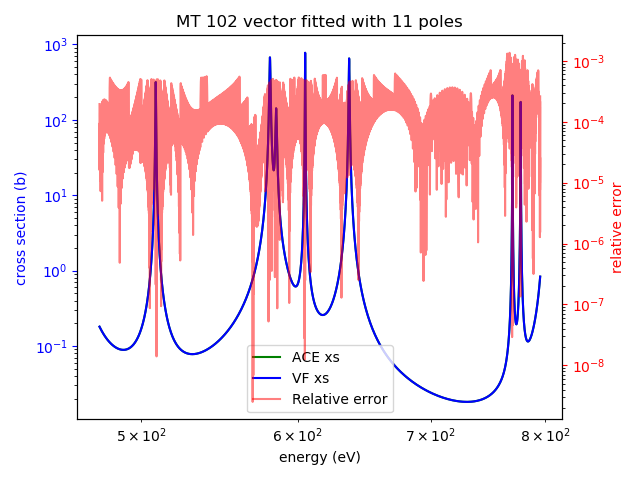 MT 102 vector fitted with 11 poles
cross section (b)
10³
10²
10¹
10⁰
10⁻¹
10⁻³
10⁻⁴
10⁻⁵
10⁻⁶
10⁻⁷
10⁻⁸
relative error
ACE xs
VF xs
Relative error
5 × 10² 6 × 10² 7 × 10² 8 × 10²
energy (eV)